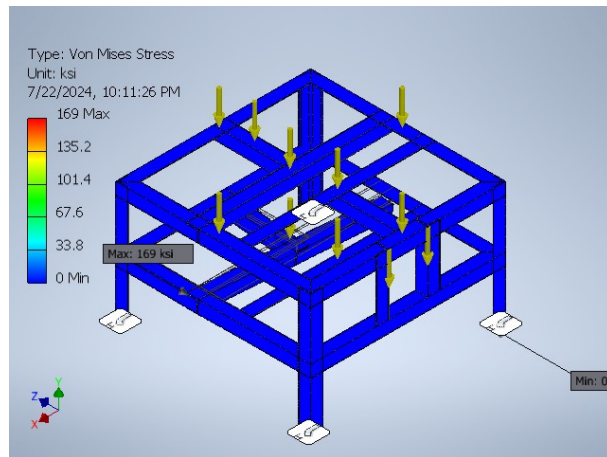 Type: Von Mises Stress
Unit: ksi
7/22/2024, 10:11:26 PM
169 Max
135.2
101.4
67.6
33.8
0 Min
Max: 169 ksi
Min: 0
Y
Z
X